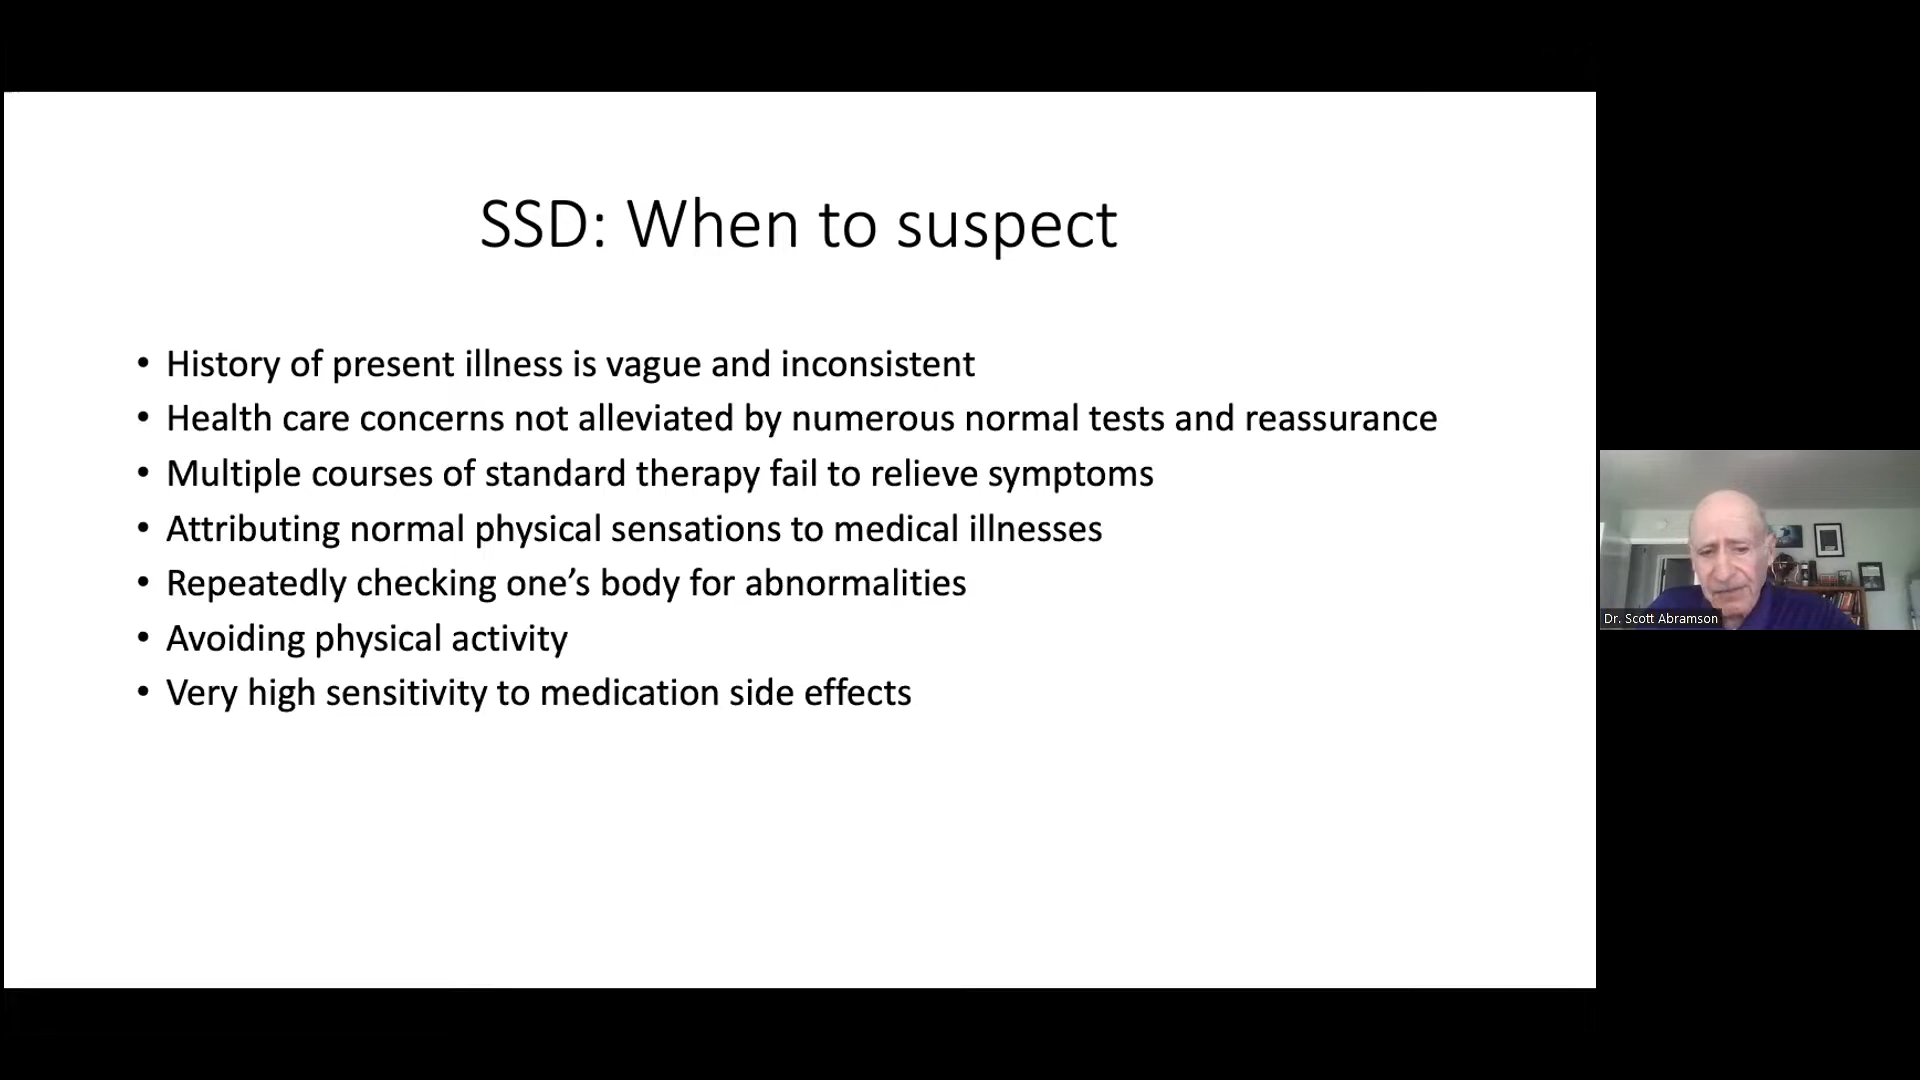 SSD: When to suspect
• History of present illness is vague and inconsistent
• Health care concerns not alleviated by numerous normal tests and reassurance
• Multiple courses of standard therapy fail to relieve symptoms
• Attributing normal physical sensations to medical illnesses
• Repeatedly checking one’s body for abnormalities
• Avoiding physical activity
• Very high sensitivity to medication side effects
Dr. Scott Abramson